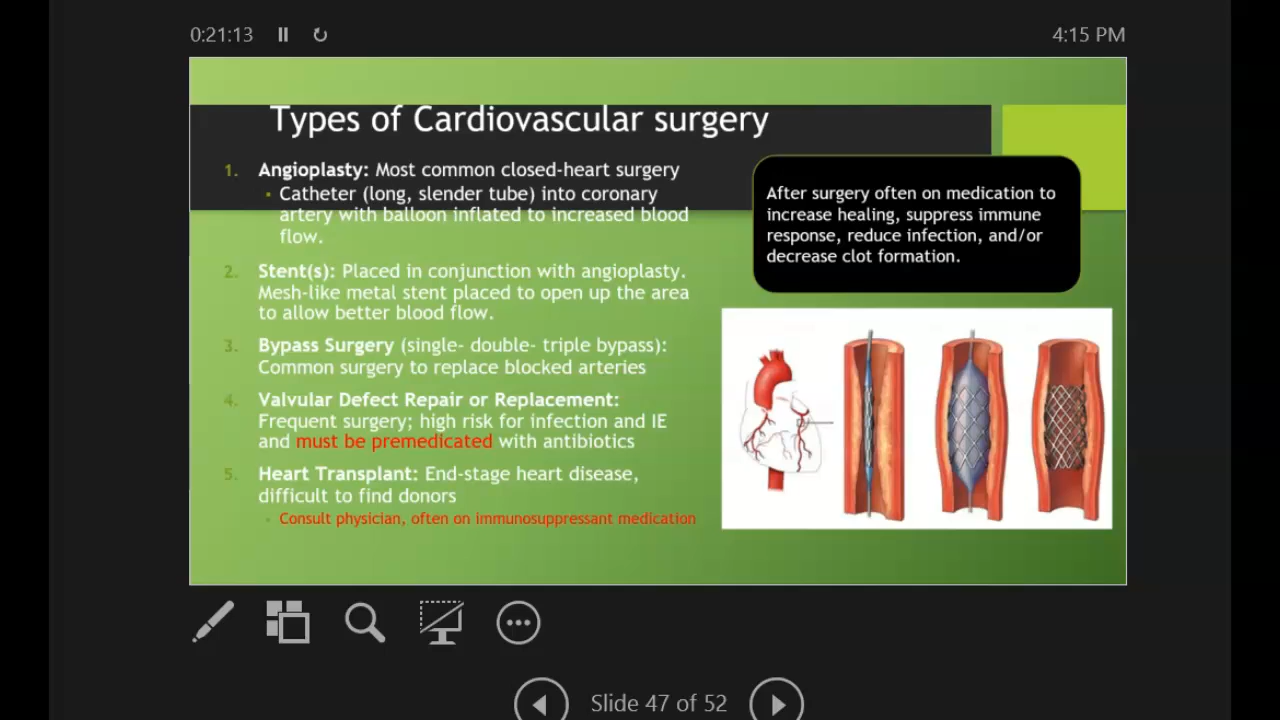 0:21:13
4:15 PM
Types of Cardiovascular surgery
1. Angioplasty: Most common closed-heart surgery
• Catheter (long, slender tube) into coronary
artery with balloon inflated to increased blood
flow.
2. Stent(s): Placed in conjunction with angioplasty.
Mesh-like metal stent placed to open up the area
to allow better blood flow.
3. Bypass Surgery (single- double- triple bypass):
Common surgery to replace blocked arteries
4. Valvular Defect Repair or Replacement:
Frequent surgery; high risk for infection and IE
and must be premedicated with antibiotics
5. Heart Transplant: End-stage heart disease,
difficult to find donors
• Consult physician, often on immunosuppressant medication
After surgery often on medication to
increase healing, suppress immune
response, reduce infection, and/or
decrease clot formation.
Slide 47 of 52